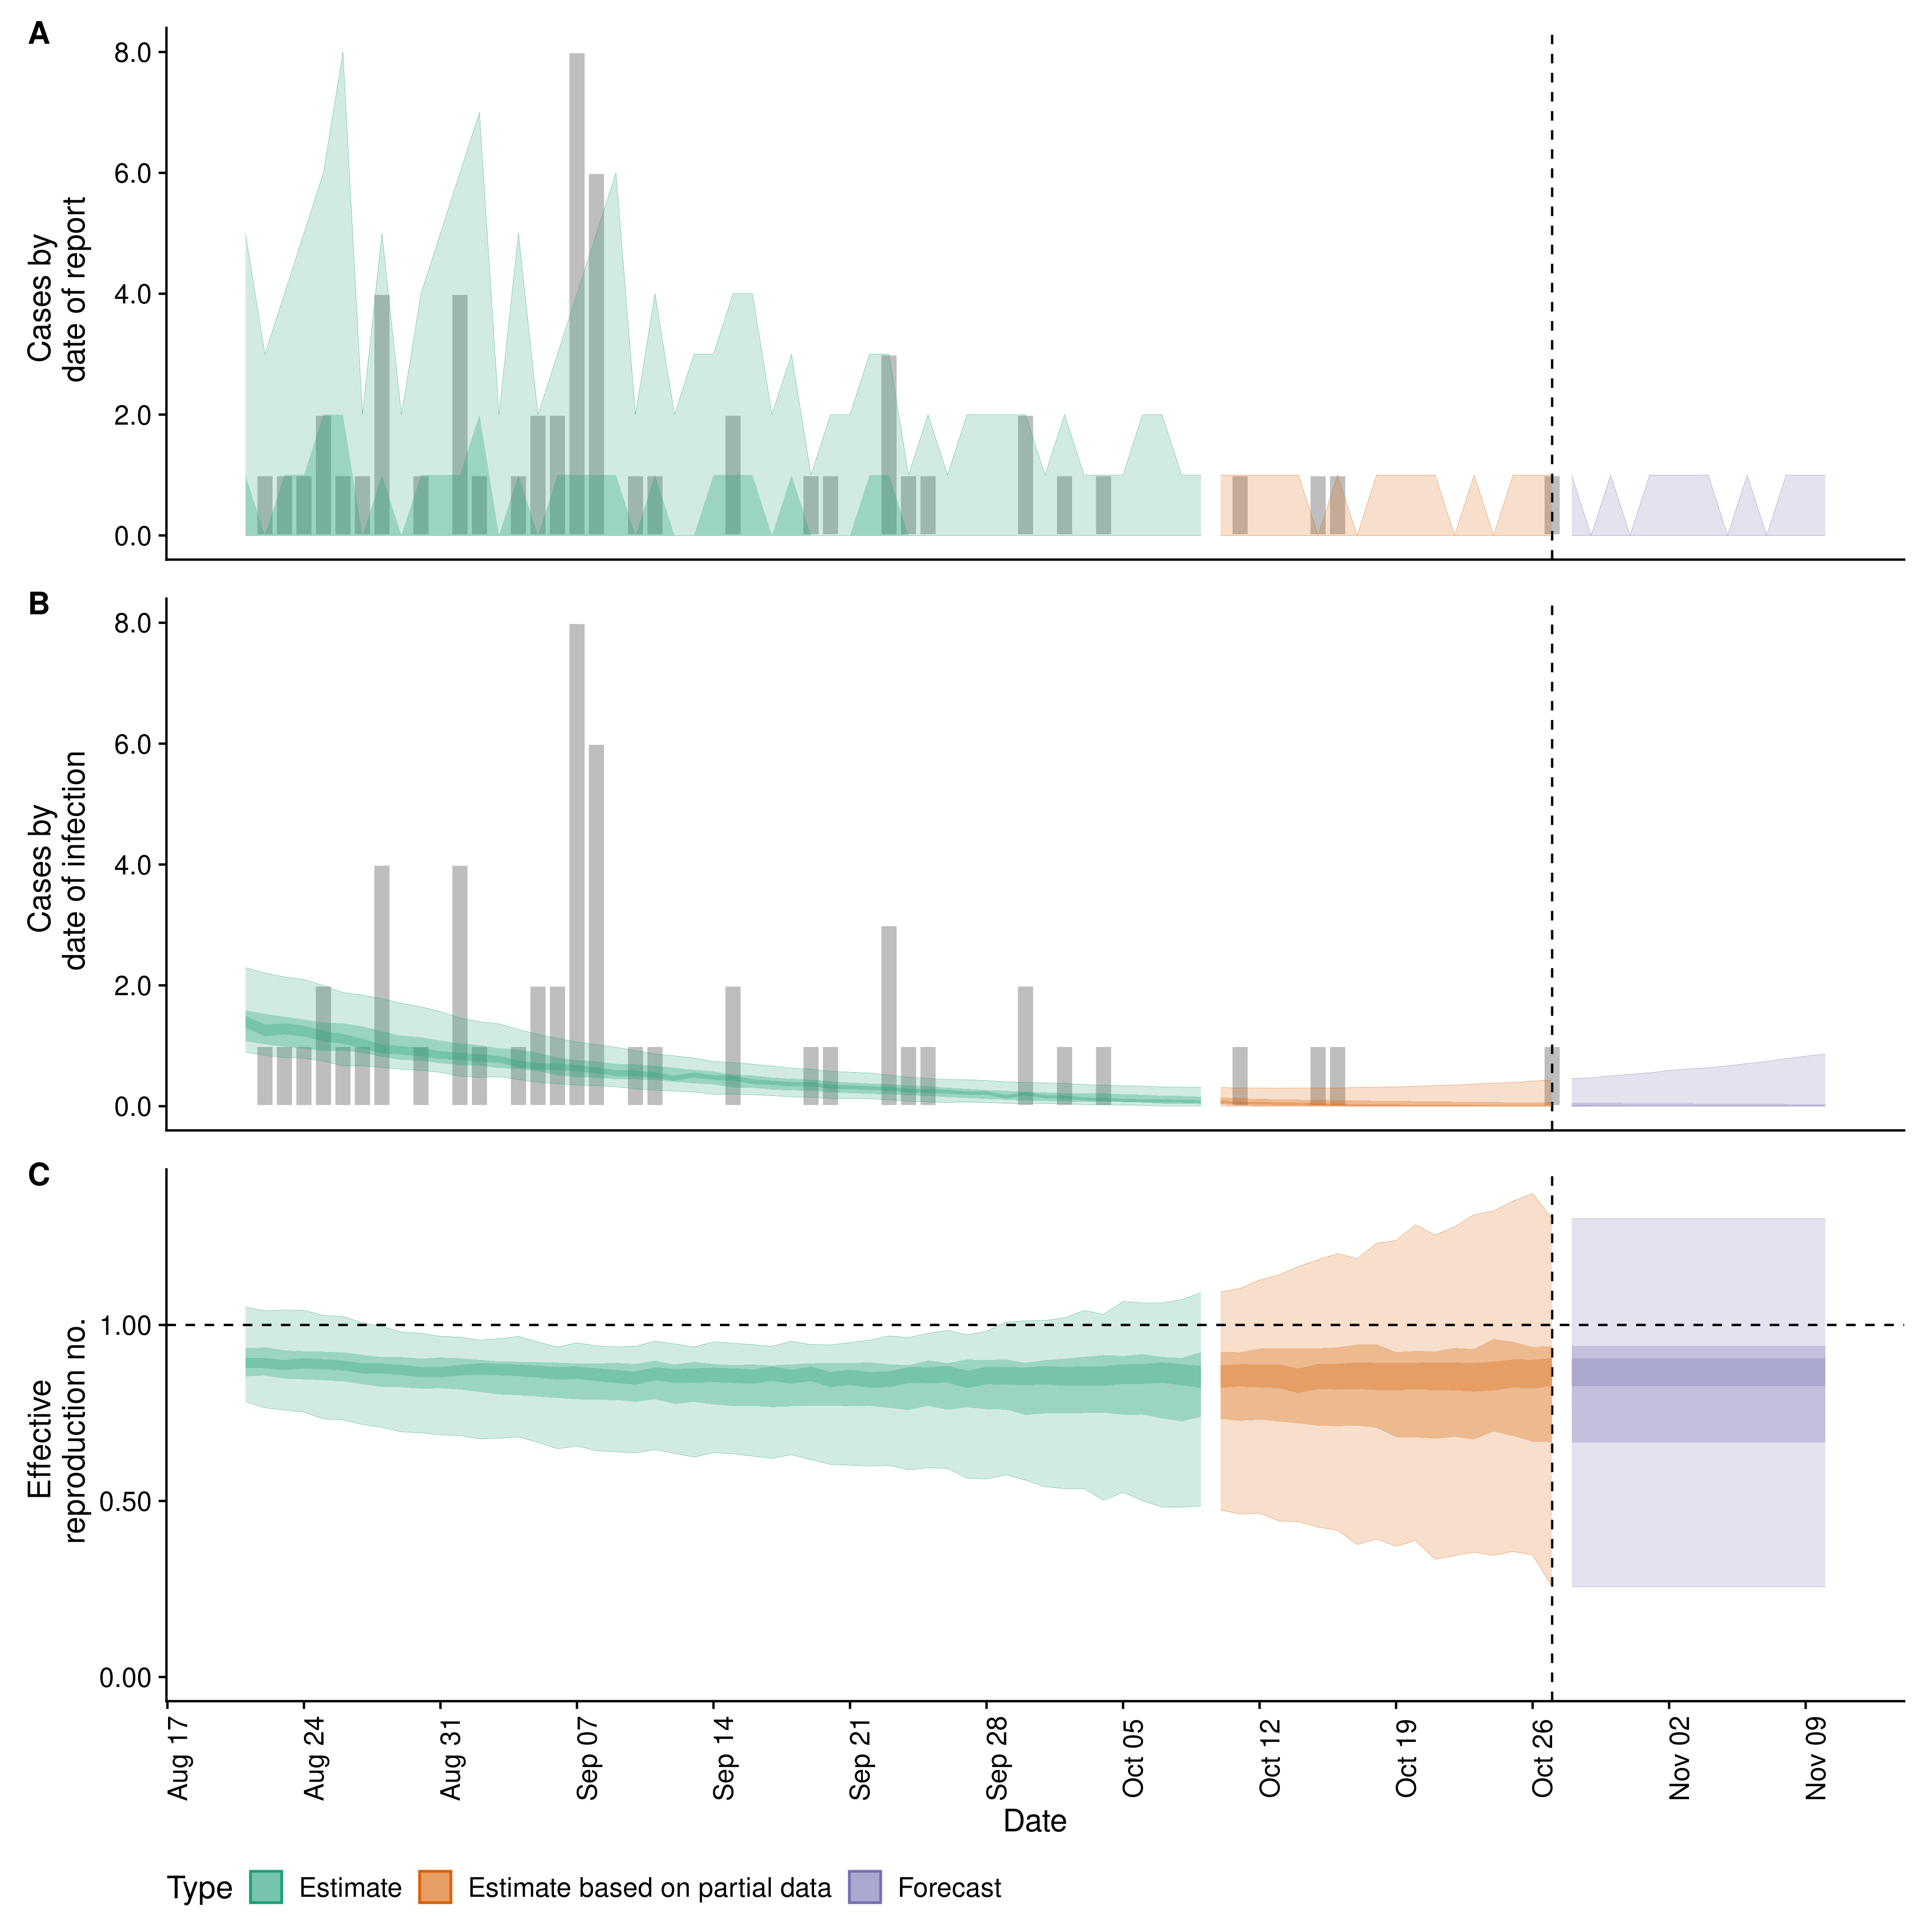 A
8.0
6.0
4.0
2.0
0.0
Cases by
date of report
B
8.0
6.0
4.0
2.0
0.0
Cases by
date of infection
C
1.00
0.50
0.00
Effective
reproduction no.
Aug 17
Aug 24
Aug 31
Sep 07
Sep 14
Sep 21
Sep 28
Oct 05
Oct 12
Oct 19
Oct 26
Nov 02
Nov 09
Date
Type Estimate Estimate based on partial data Forecast